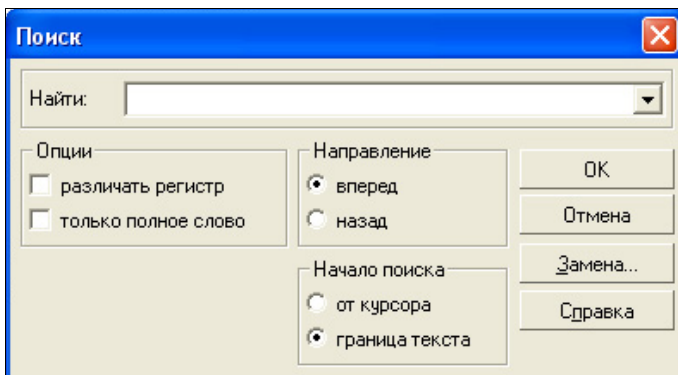 Поиск
Найти:
Опции
различать регистр
только полное слово
Направление
вперед
назад
Начало поиска
от курсора
граница текста
OK
Отмена
Замена...
Справка